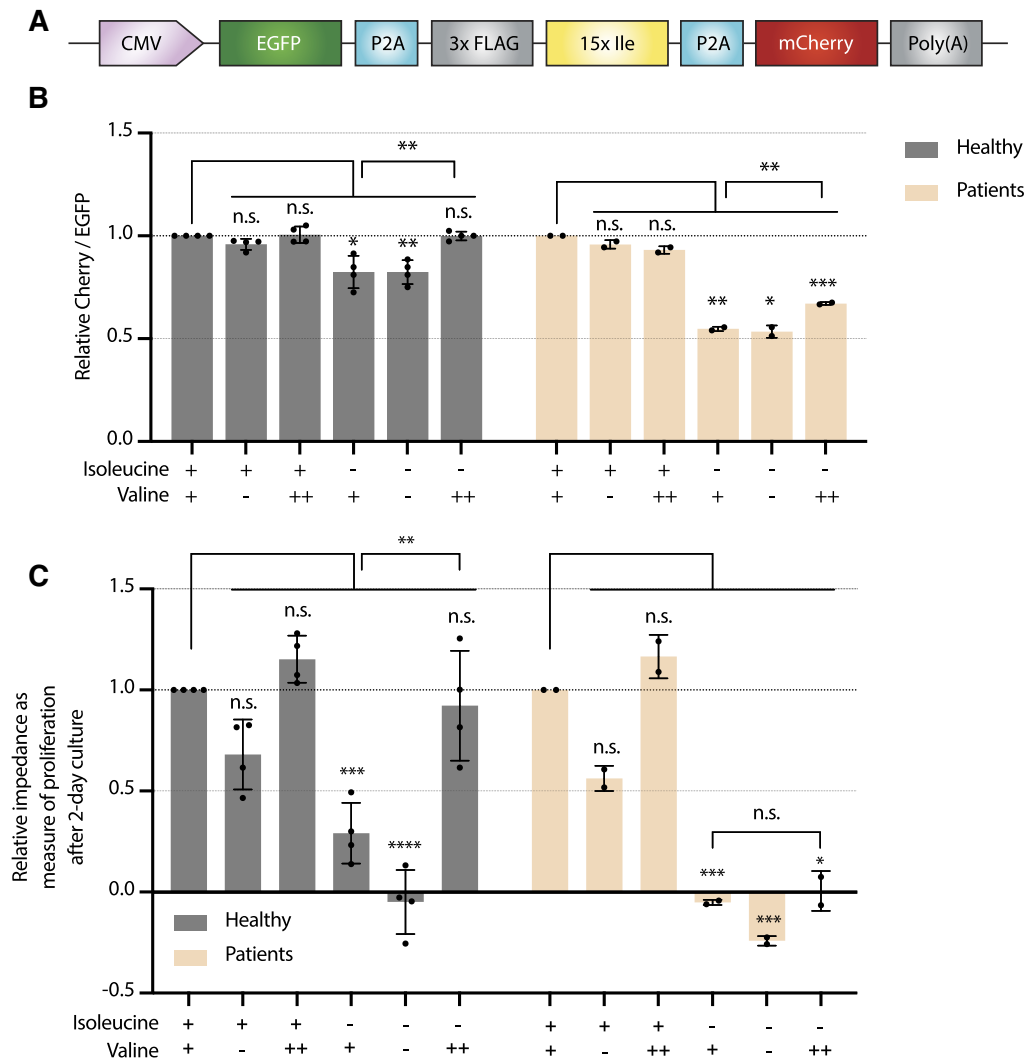 A
CMV EGFP P2A 3x FLAG 15x Ile P2A mCherry Poly(A)
B
Relative Cherry / EGFP
1.5
1.0
0.5
0.0
** **
n.s. n.s. * ** n.s. n.s. n.s. ** * ***
Healthy
Patients
Isoleucine + + + - - - + + + - - -
Valine + - ++ + - ++ + - ++ + - ++
C
Relative impedance as
measure of proliferation
after 2-day culture
1.5
1.0
0.5
0.0
-0.5
**
n.s. n.s. *** **** n.s. n.s. n.s. *** *** *
n.s.
Healthy
Patients
Isoleucine + + + - - - + + + - - -
Valine + - ++ + - ++ + - ++ + - ++